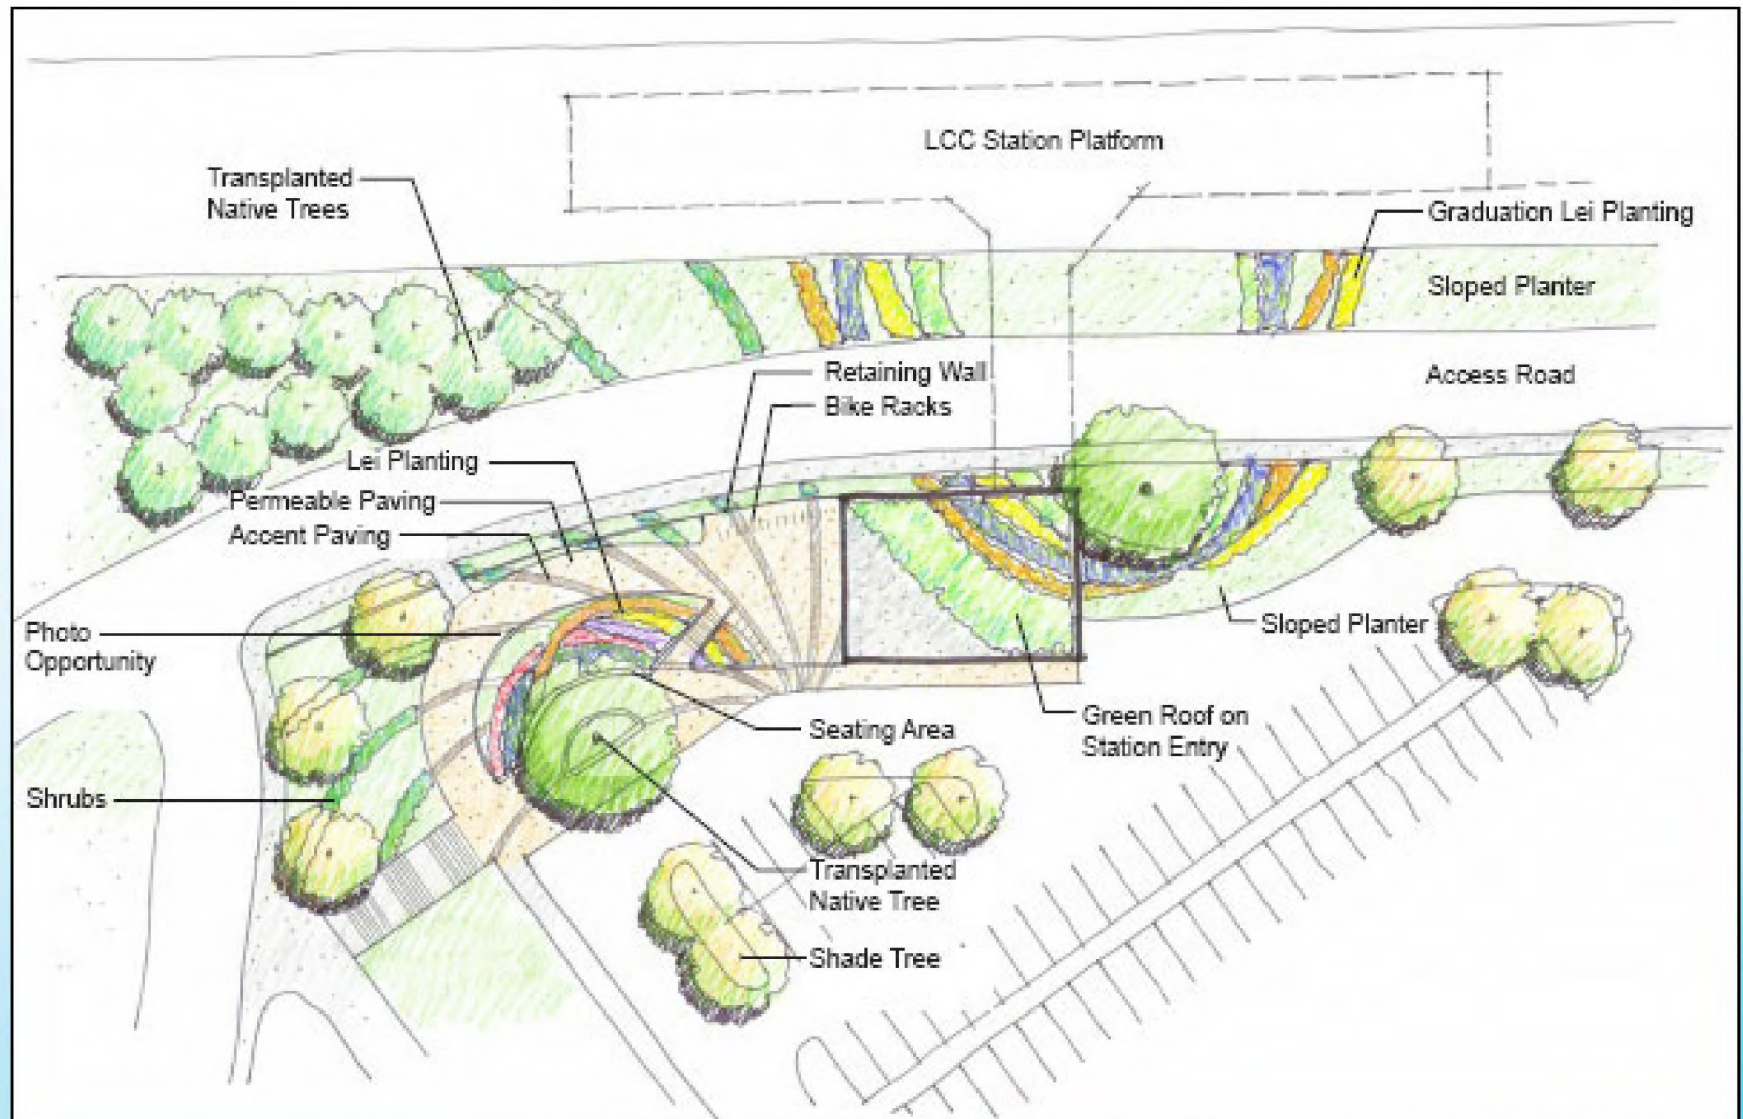 LCC Station Platform
Transplanted
Native Trees
Graduation Lei Planting
Sloped Planter
Retaining Wall
Access Road
Bike Racks
Lei Planting
Permeable Paving
Accent Paving
Photo
Opportunity
Sloped Planter
Seating Area
Green Roof on
Station Entry
Shrubs
Transplanted
Native Tree
Shade Tree